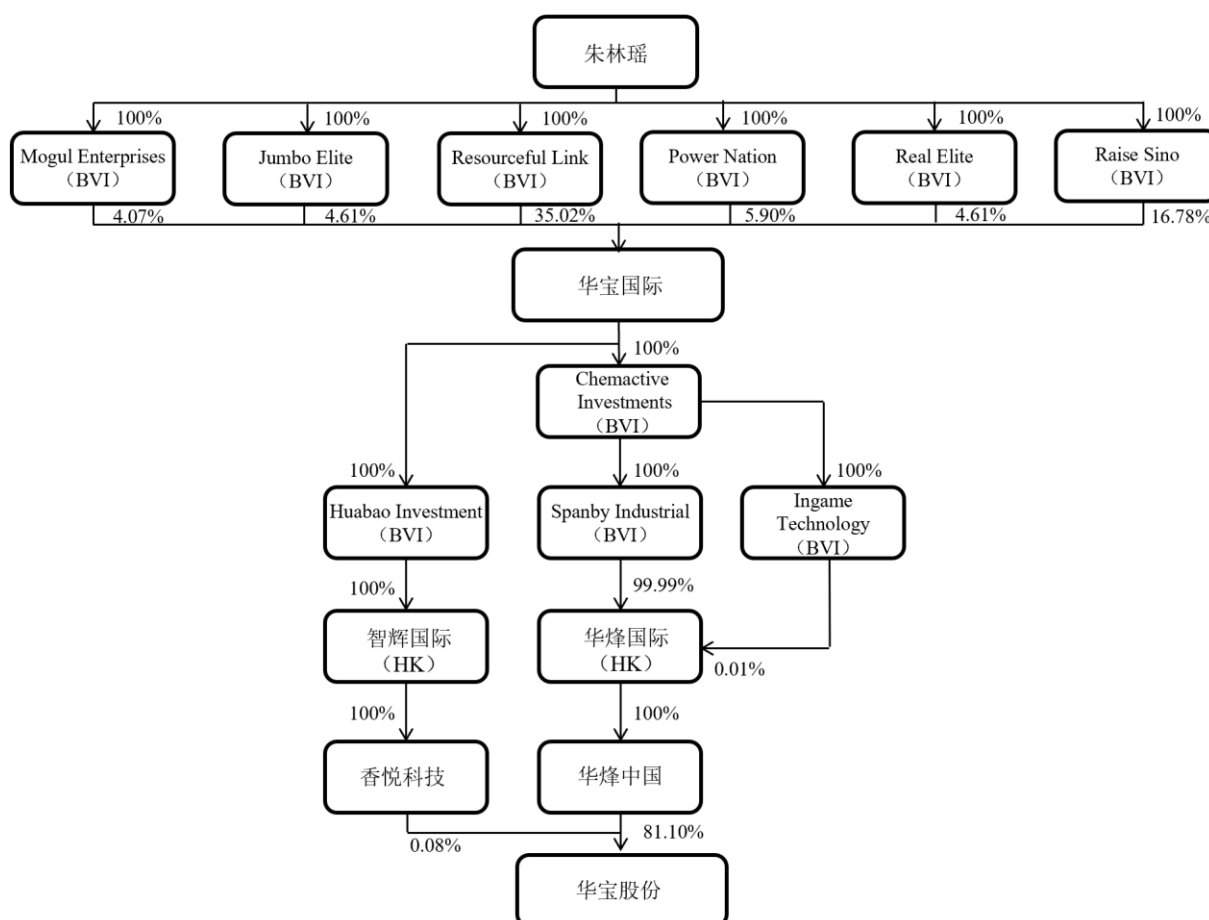 朱林瑶
100%
100%
100%
100%
100%
100%
Mogul Enterprises
（BVI）
Jumbo Elite
（BVI）
Resourceful Link
（BVI）
Power Nation
（BVI）
Real Elite
（BVI）
Raise Sino
（BVI）
4.07%
4.61%
35.02%
5.90%
4.61%
16.78%
华宝国际
100%
Chemactive
Investments
（BVI）
100%
100%
100%
Huabao Investment
（BVI）
Spanby Industrial
（BVI）
Ingame
Technology
（BVI）
100%
99.99%
智辉国际
（HK）
华烽国际
（HK）
0.01%
100%
100%
香悦科技
华烽中国
0.08%
81.10%
华宝股份